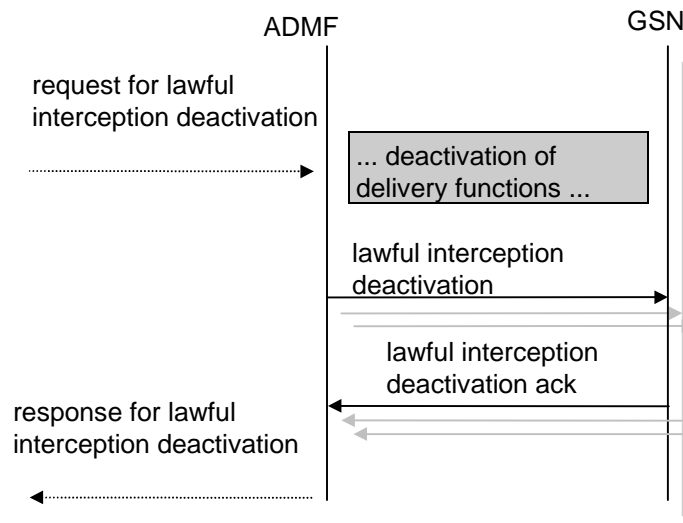 ADMF
GSN
request for lawful
interception deactivation
... deactivation of
delivery functions ...
lawful interception
deactivation
lawful interception
deactivation ack
response for lawful
interception deactivation